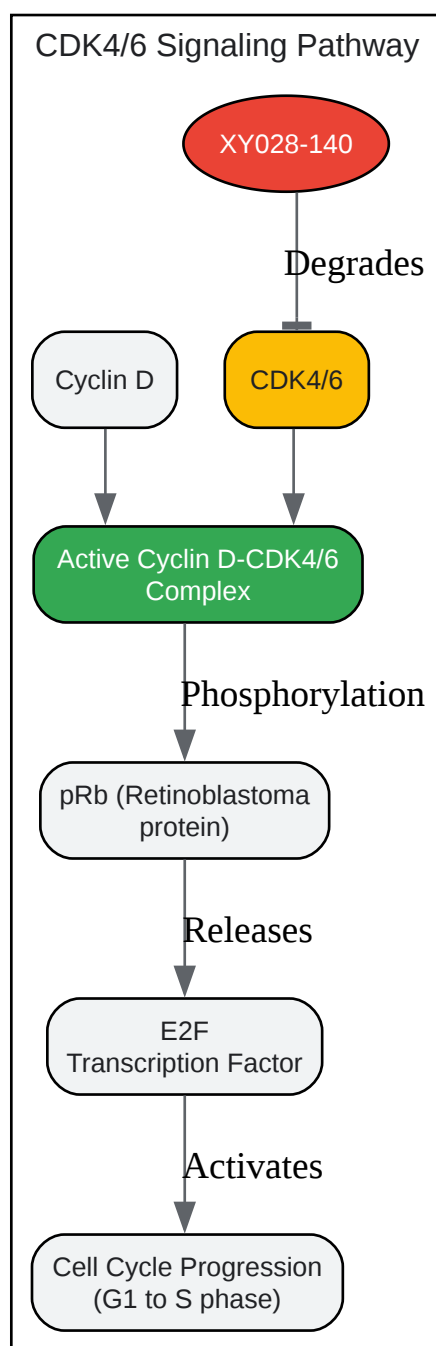 CDK4/6 Signaling Pathway
XY028-140
Degrades
Cyclin D
CDK4/6
Active Cyclin D-CDK4/6
Complex
Phosphorylation
pRb (Retinoblastoma
protein)
Releases
E2F
Transcription Factor
Activates
Cell Cycle Progression
(G1 to S phase)